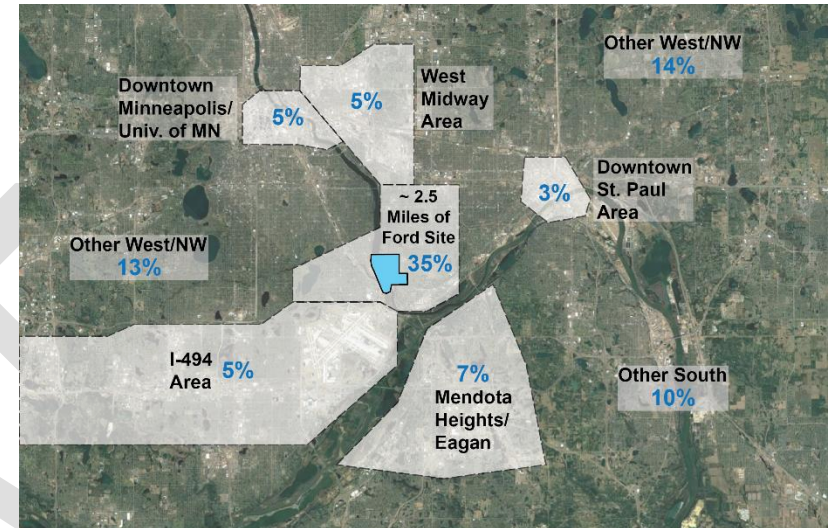 Other West/NW
14%
Downtown
Minneapolis/
Univ. of MN
5%
5%
West
Midway
Area
3%
Downtown
St. Paul
Area
~ 2.5
Miles of
Ford Site
35%
Other West/NW
13%
I-494
Area
5%
7%
Mendota
Heights/
Eagan
Other South
10%